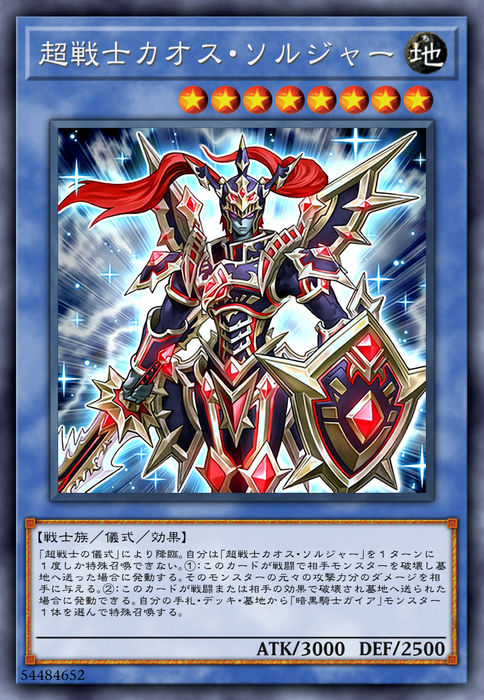 超戦士カオス・ソルジャー
地
ち
【戦士族／儀式／効果】
「超戦士の儀式」により降臨。自分は「超戦士カオス・ソルジャー」を１ターンに
１度しか特殊召喚できない。①：このカードが戦闘で相手モンスターを破壊し墓
地へ送った場合に発動する。そのモンスターの元々の攻撃力分のダメージを相
手に与える。②：このカードが戦闘または相手の効果で破壊され墓地へ送られた
場合に発動できる。自分の手札・デッキ・墓地から「暗黒騎士ガイア」モンスター
１体を選んで特殊召喚する。
ATK/3000 DEF/2500
54484652